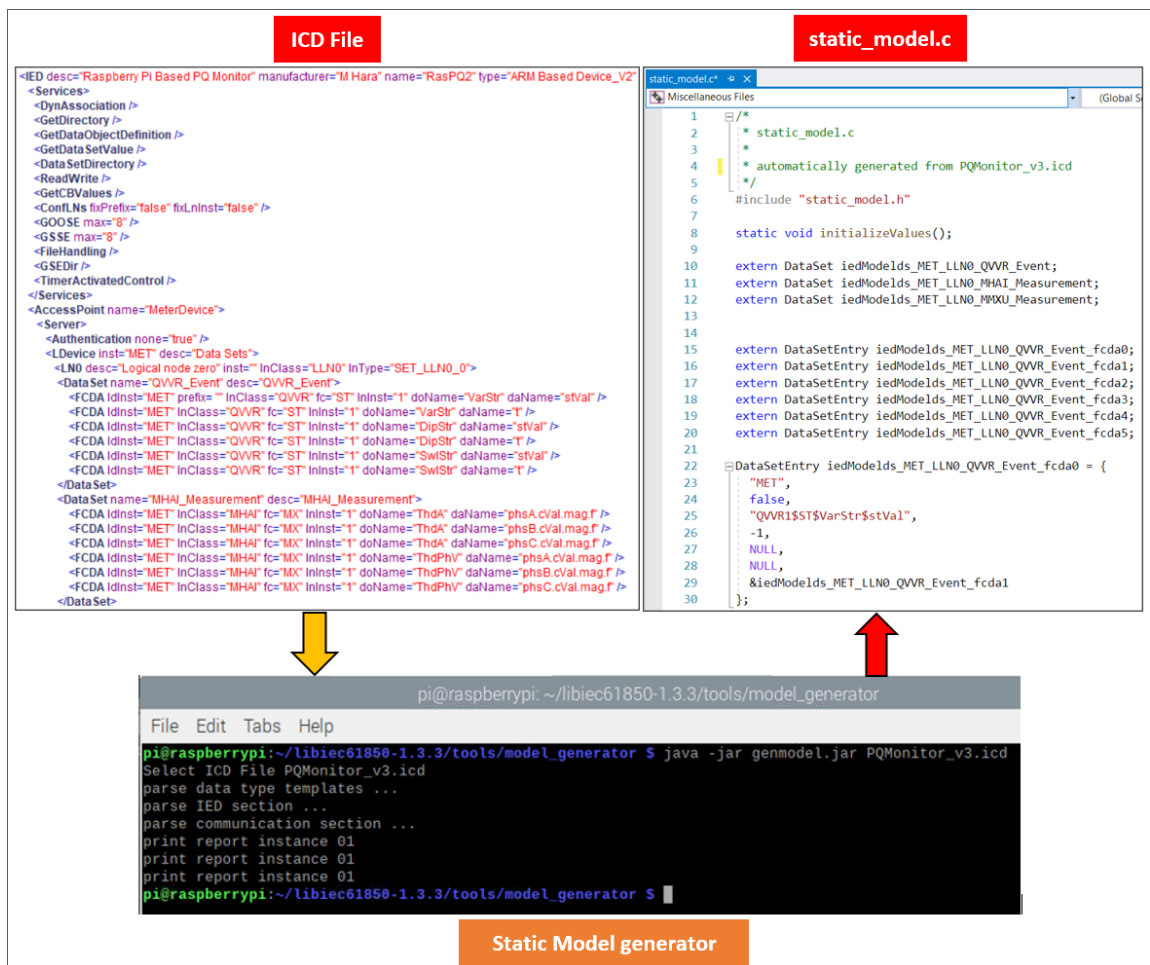 ICD File
<IED desc="Raspberry Pi Based PQ Monitor" manufacturer="M Hara" name="RasPQ2" type="ARM Based Device_V2"
<Services>
<DynAssociation />
<GetDirectory />
<GetDataObjectDefinition />
<GetDataSetValue />
<DataSetDirectory />
<ReadWrite />
<GetCBValues />
<ConfLNs fixPrefix="false" fixLnInst="false" />
<GOOSE max="8" />
<GSSE max="8" />
<FileHandling />
<GSEDir />
<TimerActivatedControl />
</Services>
<AccessPoint name="MeterDevice">
<Server>
<Authentication none="true" />
<LDevice inst="MET" desc="Data Sets">
<LN0 desc="Logical node zero" inst="" lnClass="LLN0" lnType="SET_LLN0_0">
<DataSet name="QVVR_Event" desc="QVVR_Event">
<FCDA ldInst="MET" prefix= "" lnClass="QVVR" fc="ST" lnInst="1" doName="VarStr" daName="stVal" />
<FCDA ldInst="MET" lnClass="QVVR" fc="ST" lnInst="1" doName="VarStr" daName="t" />
<FCDA ldInst="MET" lnClass="QVVR" fc="ST" lnInst="1" doName="DipStr" daName="stVal" />
<FCDA ldInst="MET" lnClass="QVVR" fc="ST" lnInst="1" doName="DipStr" daName="t" />
<FCDA ldInst="MET" lnClass="QVVR" fc="ST" lnInst="1" doName="SwlStr" daName="stVal" />
<FCDA ldInst="MET" lnClass="QVVR" fc="ST" lnInst="1" doName="SwlStr" daName="t" />
</DataSet>
<DataSet name="MHAI_Measurement" desc="MHAI_Measurement">
<FCDA ldInst="MET" lnClass="MHAI" fc="MX" lnInst="1" doName="ThdA" daName="phsA.cVal.mag.f" />
<FCDA ldInst="MET" lnClass="MHAI" fc="MX" lnInst="1" doName="ThdA" daName="phsB.cVal.mag.f" />
<FCDA ldInst="MET" lnClass="MHAI" fc="MX" lnInst="1" doName="ThdA" daName="phsC.cVal.mag.f" />
<FCDA ldInst="MET" lnClass="MHAI" fc="MX" lnInst="1" doName="ThdPhV" daName="phsA.cVal.mag.f" />
<FCDA ldInst="MET" lnClass="MHAI" fc="MX" lnInst="1" doName="ThdPhV" daName="phsB.cVal.mag.f" />
<FCDA ldInst="MET" lnClass="MHAI" fc="MX" lnInst="1" doName="ThdPhV" daName="phsC.cVal.mag.f" />
</DataSet>
static_model.c
static_model.c*
Miscellaneous Files (Global S
1 /*
2 * static_model.c
3 *
4 * automatically generated from PQMonitor_v3.icd
5 */
6 #include "static_model.h"
7
8 static void initializeValues();
9
10 extern DataSet iedModelds_MET_LLN0_QVVR_Event;
11 extern DataSet iedModelds_MET_LLN0_MHAI_Measurement;
12 extern DataSet iedModelds_MET_LLN0_MMXU_Measurement;
13
14
15 extern DataSetEntry iedModelds_MET_LLN0_QVVR_Event_fcda0;
16 extern DataSetEntry iedModelds_MET_LLN0_QVVR_Event_fcda1;
17 extern DataSetEntry iedModelds_MET_LLN0_QVVR_Event_fcda2;
18 extern DataSetEntry iedModelds_MET_LLN0_QVVR_Event_fcda3;
19 extern DataSetEntry iedModelds_MET_LLN0_QVVR_Event_fcda4;
20 extern DataSetEntry iedModelds_MET_LLN0_QVVR_Event_fcda5;
21
22 DataSetEntry iedModelds_MET_LLN0_QVVR_Event_fcda0 = {
23 "MET",
24 false,
25 "QVVR1$ST$VarStr$stVal",
26 -1,
27 NULL,
28 NULL,
29 &iedModelds_MET_LLN0_QVVR_Event_fcda1
30 };
pi@raspberrypi: ~/libiec61850-1.3.3/tools/model_generator
File Edit Tabs Help
pi@raspberrypi:~/libiec61850-1.3.3/tools/model_generator $ java -jar genmodel.jar PQMonitor_v3.icd
Select ICD File PQMonitor_v3.icd
parse data type templates ...
parse IED section ...
parse communication section ...
print report instance 01
print report instance 01
print report instance 01
pi@raspberrypi:~/libiec61850-1.3.3/tools/model_generator $
Static Model generator